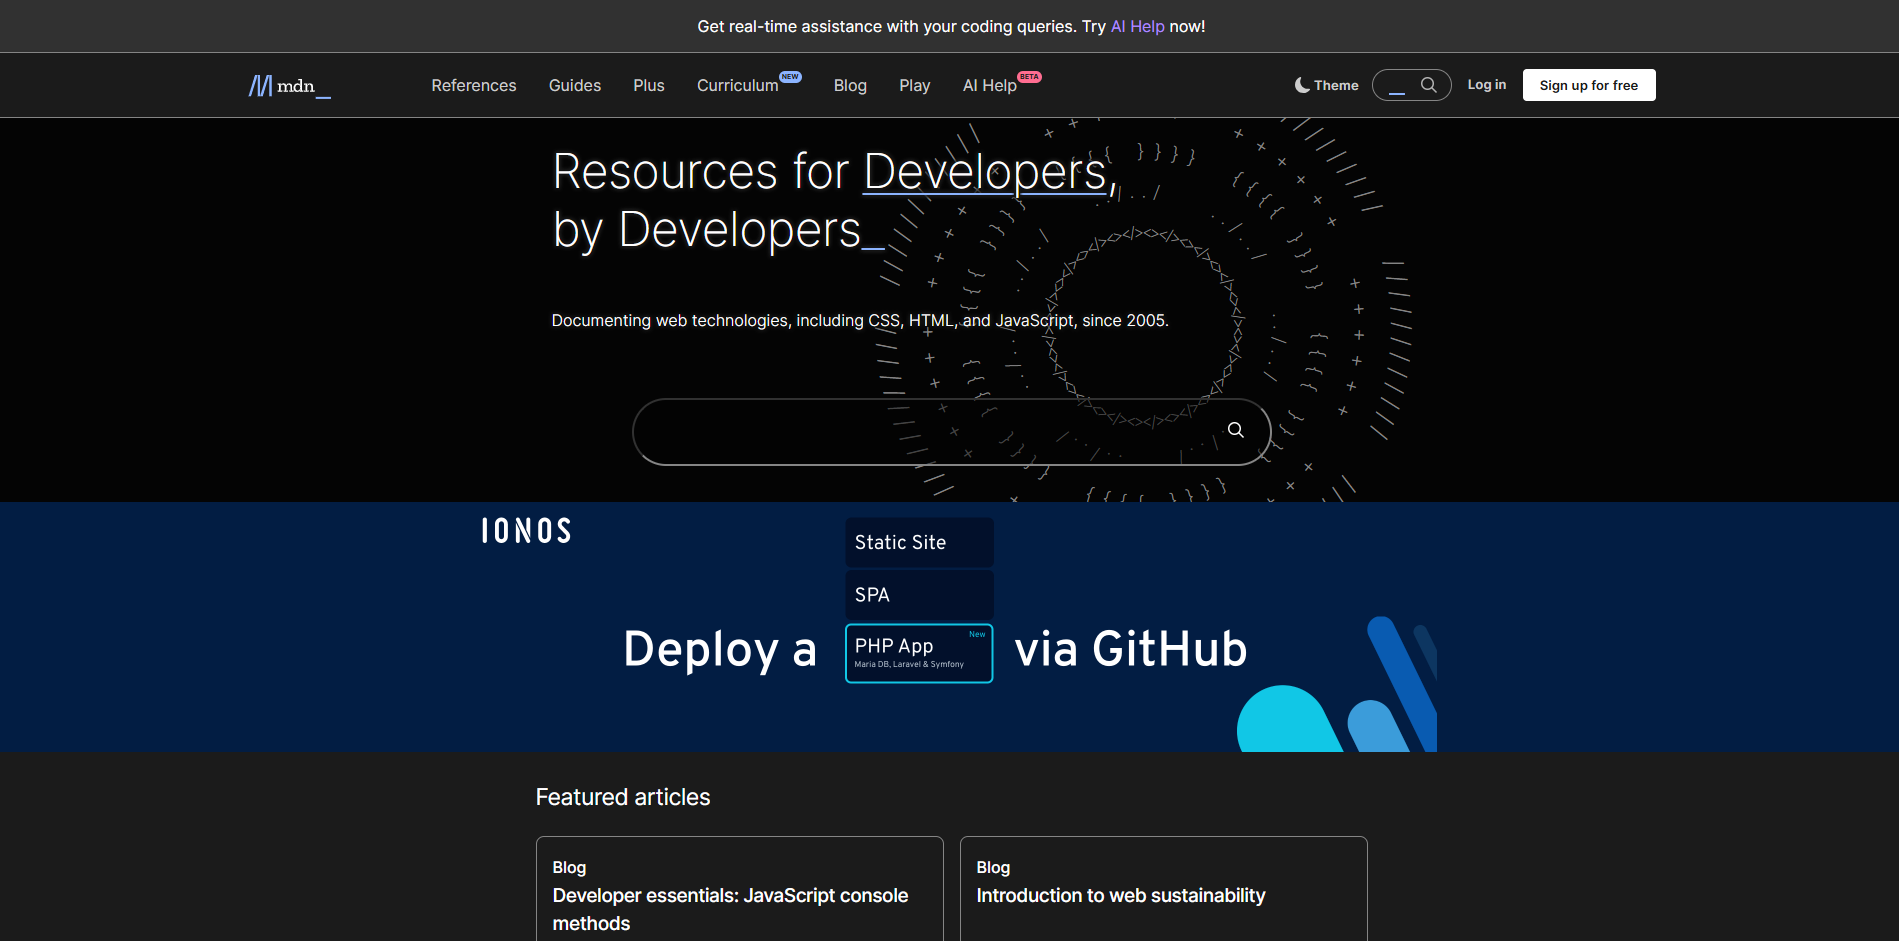 Get real-time assistance with your coding queries. Try AI Help now!
mdn_
References Guides Plus Curriculum NEW Blog Play AI Help BETA Theme _ Log in Sign up for free
Resources for Developers,
by Developers_
Documenting web technologies, including CSS, HTML, and JavaScript, since 2005.
IONOS
Static Site
SPA
Deploy a PHP App New via GitHub
Maria DB, Laravel & Symfony
Featured articles
Blog
Developer essentials: JavaScript console
methods
Blog
Introduction to web sustainability